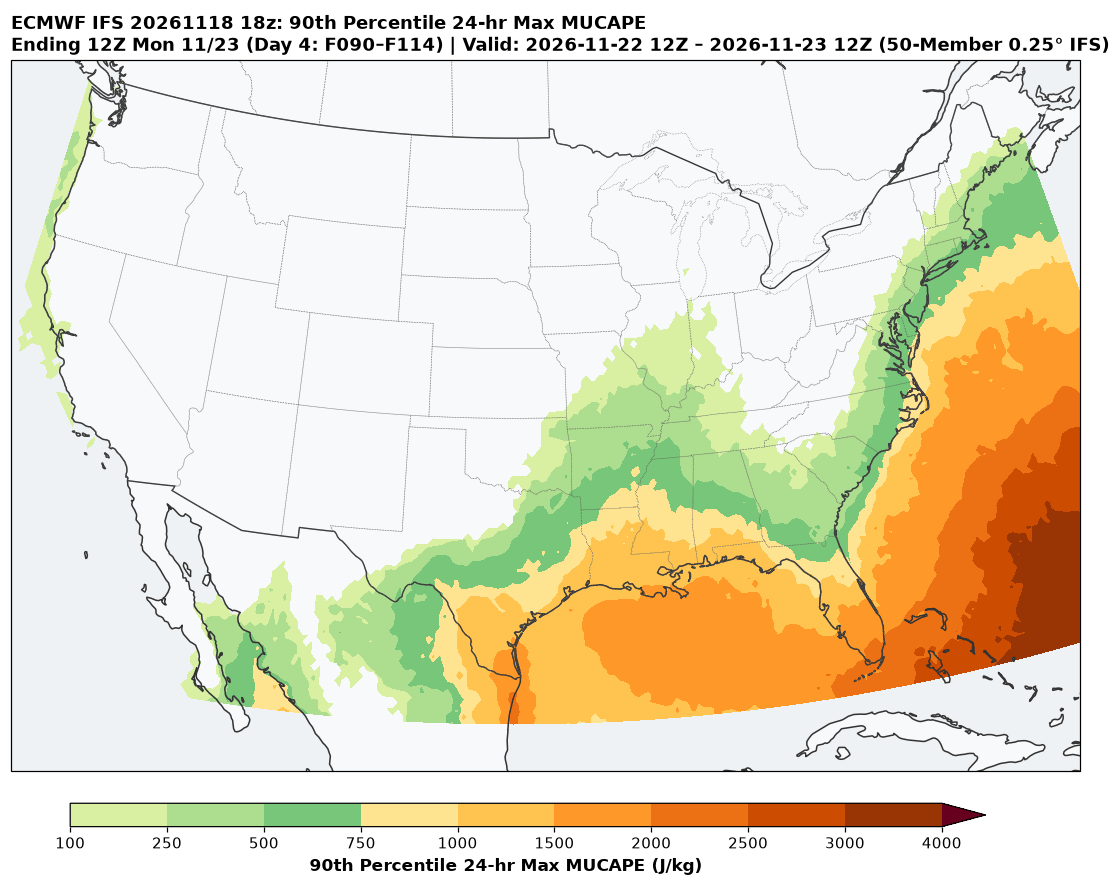 ECMWF IFS 20261118 18z: 90th Percentile 24-hr Max MUCAPE
Ending 12Z Mon 11/23 (Day 4: F090–F114) | Valid: 2026-11-22 12Z – 2026-11-23 12Z (50-Member 0.25° IFS)
100 250 500 750 1000 1500 2000 2500 3000 4000
90th Percentile 24-hr Max MUCAPE (J/kg)